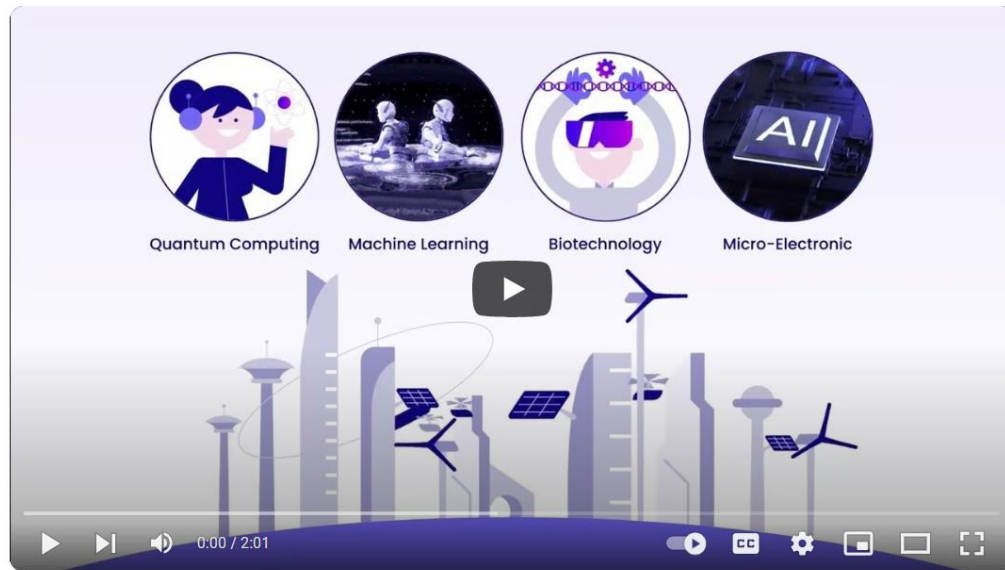 AI
Quantum Computing
Machine Learning
Biotechnology
Micro-Electronic
0:00 / 2:01
CC